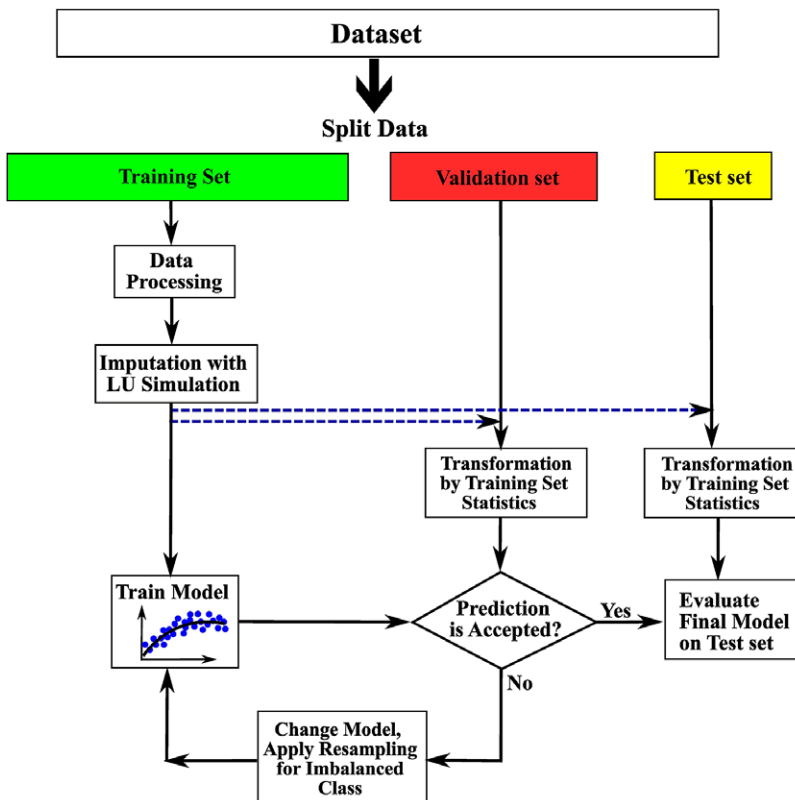 Dataset
Split Data
Training Set
Validation set
Test set
Data
Processing
Imputation with
LU Simulation
Transformation
by Training Set
Statistics
Transformation
by Training Set
Statistics
Train Model
Prediction
is Accepted?
Yes
Evaluate
Final Model
on Test set
No
Change Model,
Apply Resampling
for Imbalanced
Class